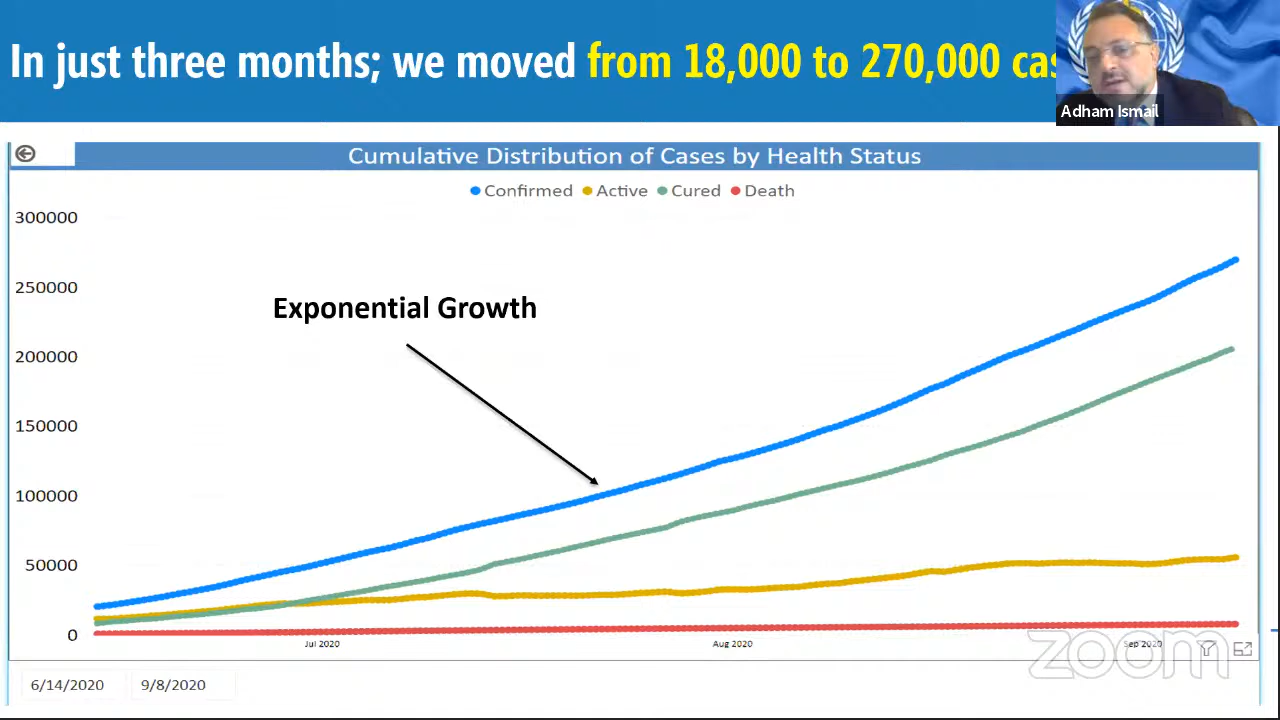 In just three months; we moved from 18,000 to 270,000
Adham Ismail
Cumulative Distribution of Cases by Health Status
Confirmed Active Cured Death
300000
250000
200000
150000
100000
50000
0
Exponential Growth
Jul 2020 Aug 2020 Sep 2020
zoom
6/14/2020 9/8/2020